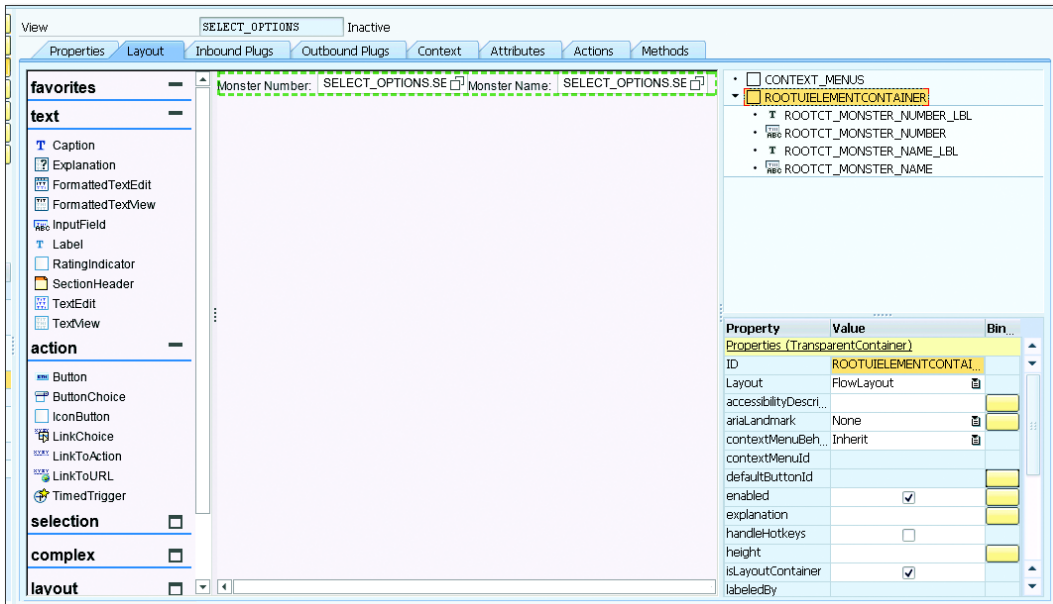 View SELECT_OPTIONS Inactive
Properties Layout Inbound Plugs Outbound Plugs Context Attributes Actions Methods
favorites
text
Caption
Explanation
FormattedTextEdit
FormattedTextView
InputField
Label
RatingIndicator
SectionHeader
TextEdit
TextView
action
Button
ButtonChoice
IconButton
LinkChoice
LinkToAction
LinkToURL
TimedTrigger
selection
complex
layout
Monster Number: SELECT_OPTIONS.SE Monster Name: SELECT_OPTIONS.SE
CONTEXT_MENUS
ROOTUIELEMENTCONTAINER
T ROOTCT_MONSTER_NUMBER_LBL
ROOTCT_MONSTER_NUMBER
T ROOTCT_MONSTER_NAME_LBL
ROOTCT_MONSTER_NAME
Property Value Bin...
Properties (TransparentContainer)
ID ROOTUIELEMENTCONTAI...
Layout FlowLayout
accessibilityDescri...
ariaLandmark None
contextMenuBeh... Inherit
contextMenuId
defaultButtonId
enabled
explanation
handleHotkeys
height
isLayoutContainer
labeledBy